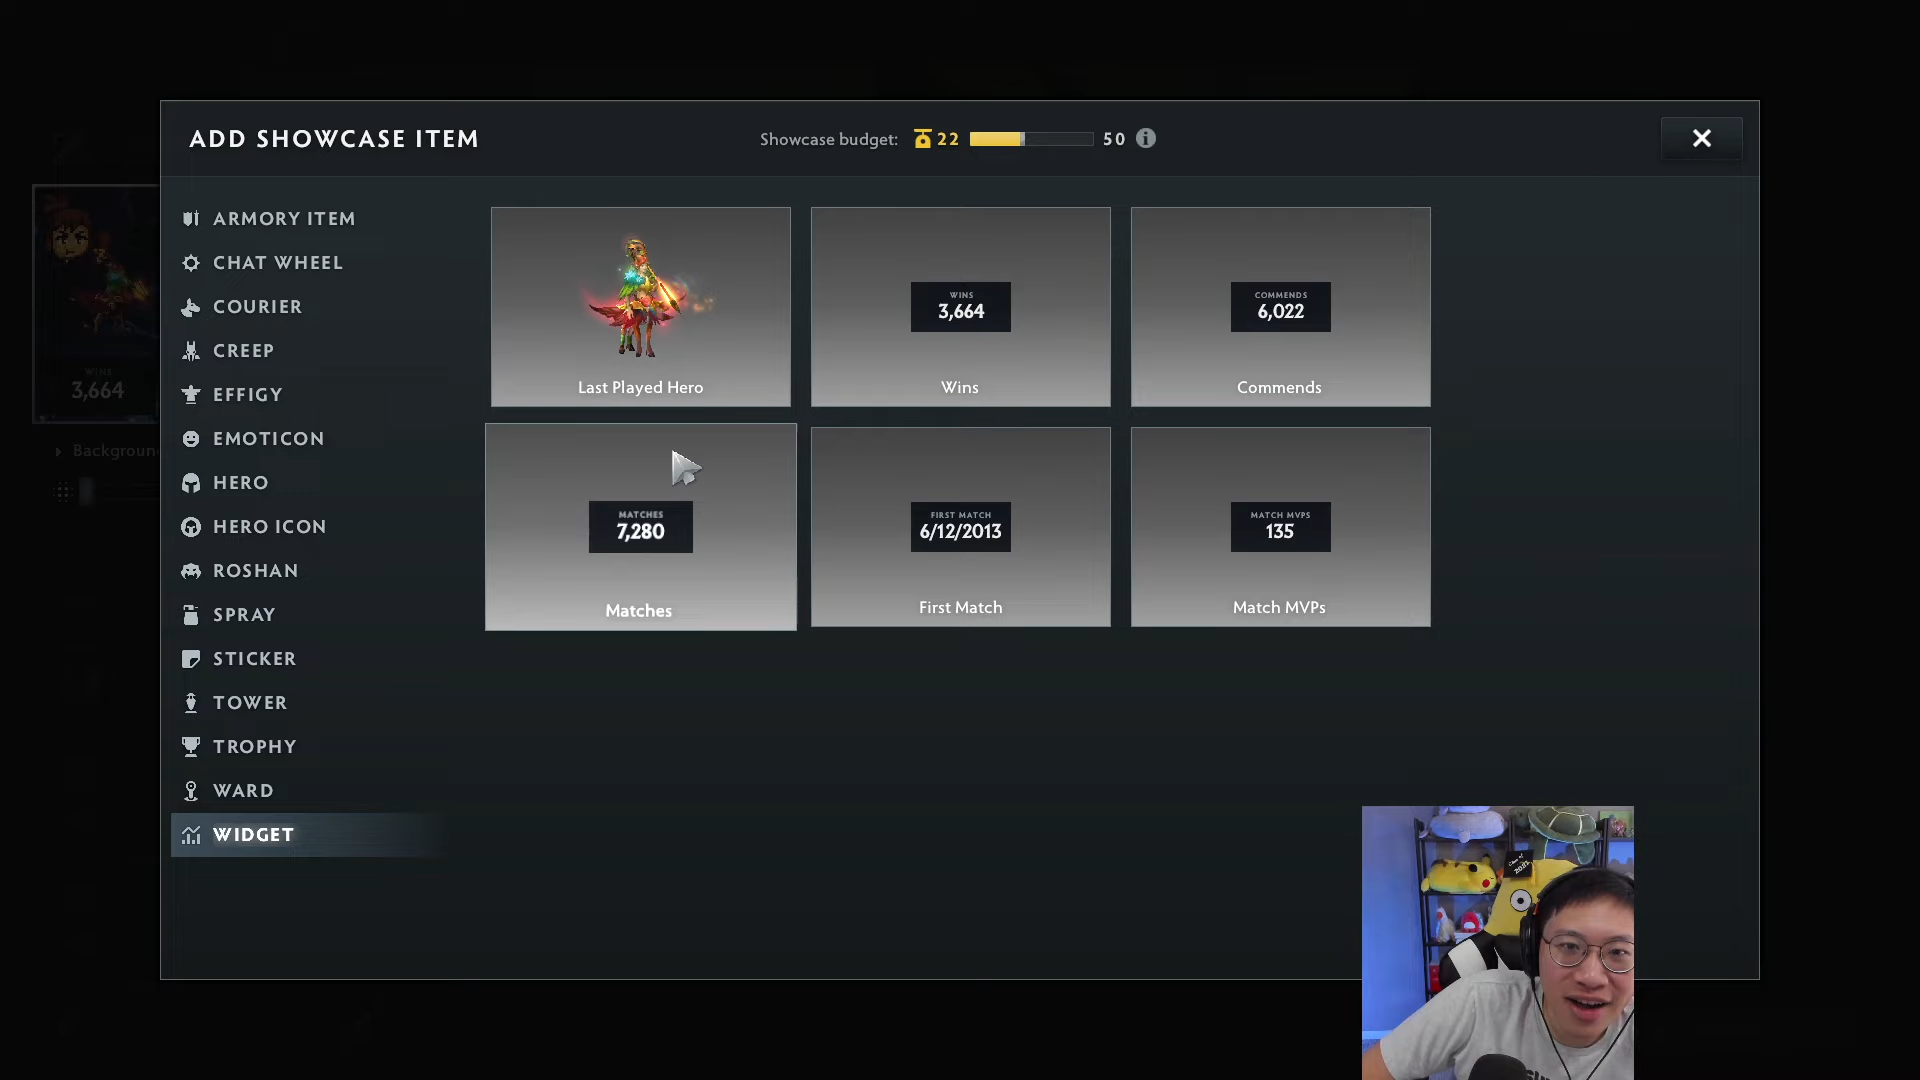 ADD SHOWCASE ITEM
Showcase budget: 22 50
ARMORY ITEM
CHAT WHEEL
COURIER
CREEP
EFFIGY
EMOTICON
HERO
HERO ICON
ROSHAN
SPRAY
STICKER
TOWER
TROPHY
WARD
WIDGET
Last Played Hero
WINS
3,664
Wins
COMMENDS
6,022
Commends
MATCHES
7,280
Matches
FIRST MATCH
6/12/2013
First Match
MATCH MVPS
135
Match MVPs
WINS
3,664
Background